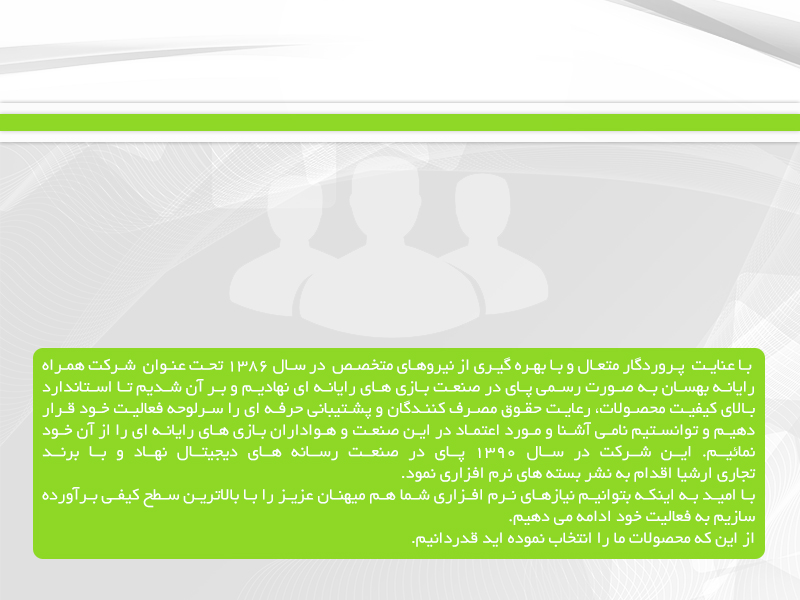 با عنایت پروردگار متعال و با بهره گیری از نیروهای متخصص در سال ۱۳۸۶ تحت عنوان شرکت همراه
رایانه بهسان به صورت رسمی پای در صنعت بازی های رایانه ای نهادیم و بر آن شدیم تا استاندارد
بالای کیفیت محصولات، رعایت حقوق مصرف کنندگان و پشتیبانی حرفه ای را سرلوحه فعالیت خود قرار
دهیم و توانستیم نامی آشنا و مورد اعتماد در این صنعت و هواداران بازی های رایانه ای را از آن خود
نمائیم. این شرکت در سال ۱۳۹۰ پای در صنعت رسانه های دیجیتال نهاد و با برند
تجاری ارشیا اقدام به نشر بسته های نرم افزاری نمود.
با امید به اینکه بتوانیم نیازهای نرم افزاری شما هم میهنان عزیز را با بالاترین سطح کیفی برآورده
سازیم به فعالیت خود ادامه می دهیم.
از این که محصولات ما را انتخاب نموده اید قدردانیم.